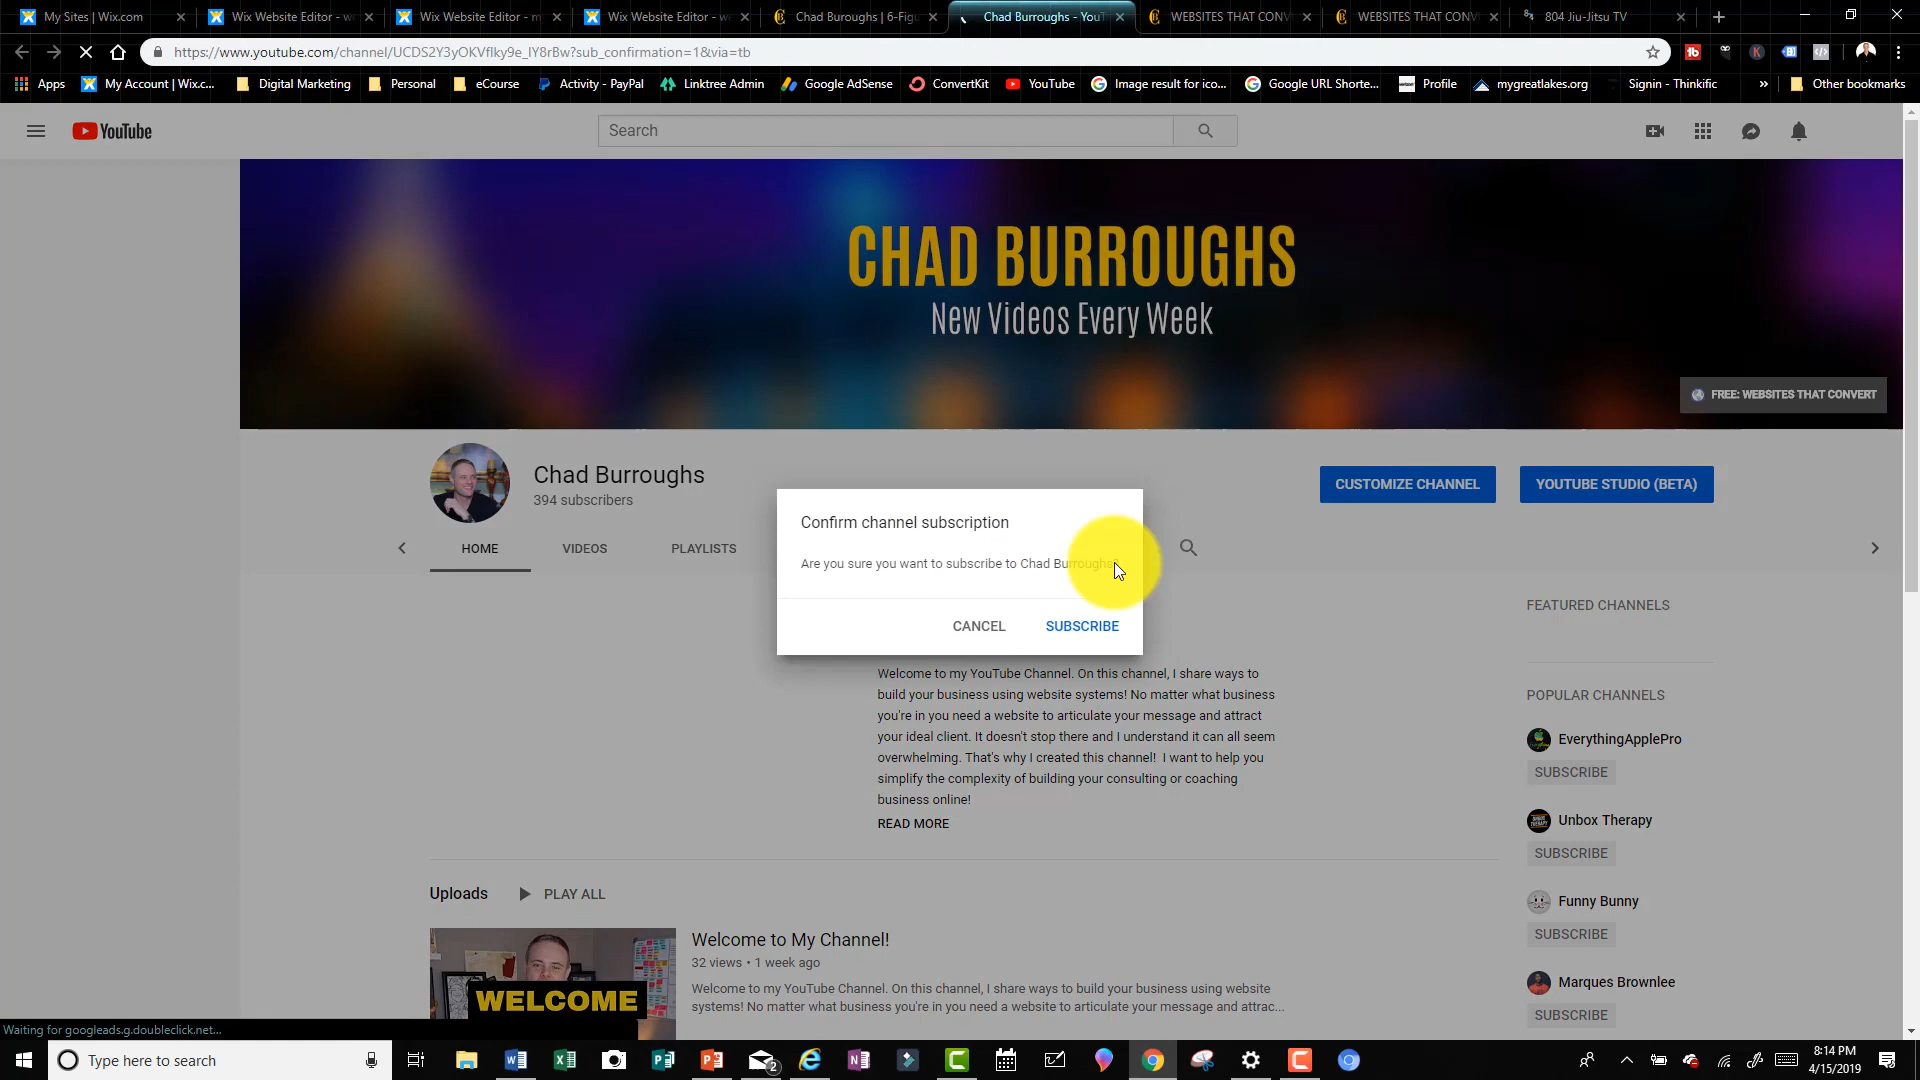 My Sites | Wix.com
Wix Website Editor - w
Wix Website Editor - m
Wix Website Editor - w
Chad Buroughs | 6-Figu
Chad Burroughs - YouT
WEBSITES THAT CONV
WEBSITES THAT CONV
804 Jiu-Jitsu TV
https://www.youtube.com/channel/UCDS2Y3yOKVflky9e_IY8rBw?sub_confirmation=1&via=tb
Apps
My Account | Wix.c...
Digital Marketing
Personal
eCourse
Activity - PayPal
Linktree Admin
Google AdSense
ConvertKit
YouTube
Image result for ico...
Google URL Shorte...
Profile
mygreatlakes.org
Signin - Thinkific
»
Other bookmarks
YouTube
Search
CHAD BURROUGHS
New Videos Every Week
FREE: WEBSITES THAT CONVERT
Chad Burroughs
394 subscribers
CUSTOMIZE CHANNEL
YOUTUBE STUDIO (BETA)
HOME
VIDEOS
PLAYLISTS
Confirm channel subscription
Are you sure you want to subscribe to Chad Burroughs?
CANCEL
SUBSCRIBE
Welcome to my YouTube Channel. On this channel, I share ways to
build your business using website systems! No matter what business
you're in you need a website to articulate your message and attract
your ideal client. It doesn't stop there and I understand it can all seem
overwhelming. That's why I created this channel!  I want to help you
simplify the complexity of building your consulting or coaching
business online!
READ MORE
FEATURED CHANNELS
POPULAR CHANNELS
EverythingApplePro
SUBSCRIBE
Unbox Therapy
SUBSCRIBE
Funny Bunny
SUBSCRIBE
Marques Brownlee
SUBSCRIBE
Uploads
PLAY ALL
WELCOME
Welcome to My Channel!
32 views • 1 week ago
Welcome to my YouTube Channel. On this channel, I share ways to build your business using website
systems! No matter what business you're in you need a website to articulate your message and attrac...
Waiting for googleads.g.doubleclick.net...
Type here to search
2
8:14 PM
4/15/2019